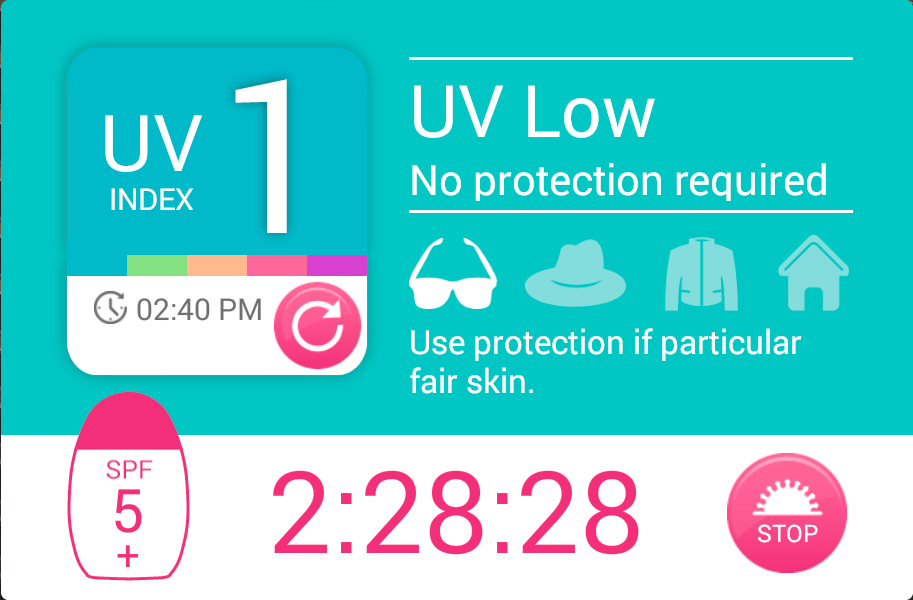 UV
INDEX
1
02:40 PM
UV Low
No protection required
Use protection if particular
fair skin.
SPF
5
+
2:28:28
STOP